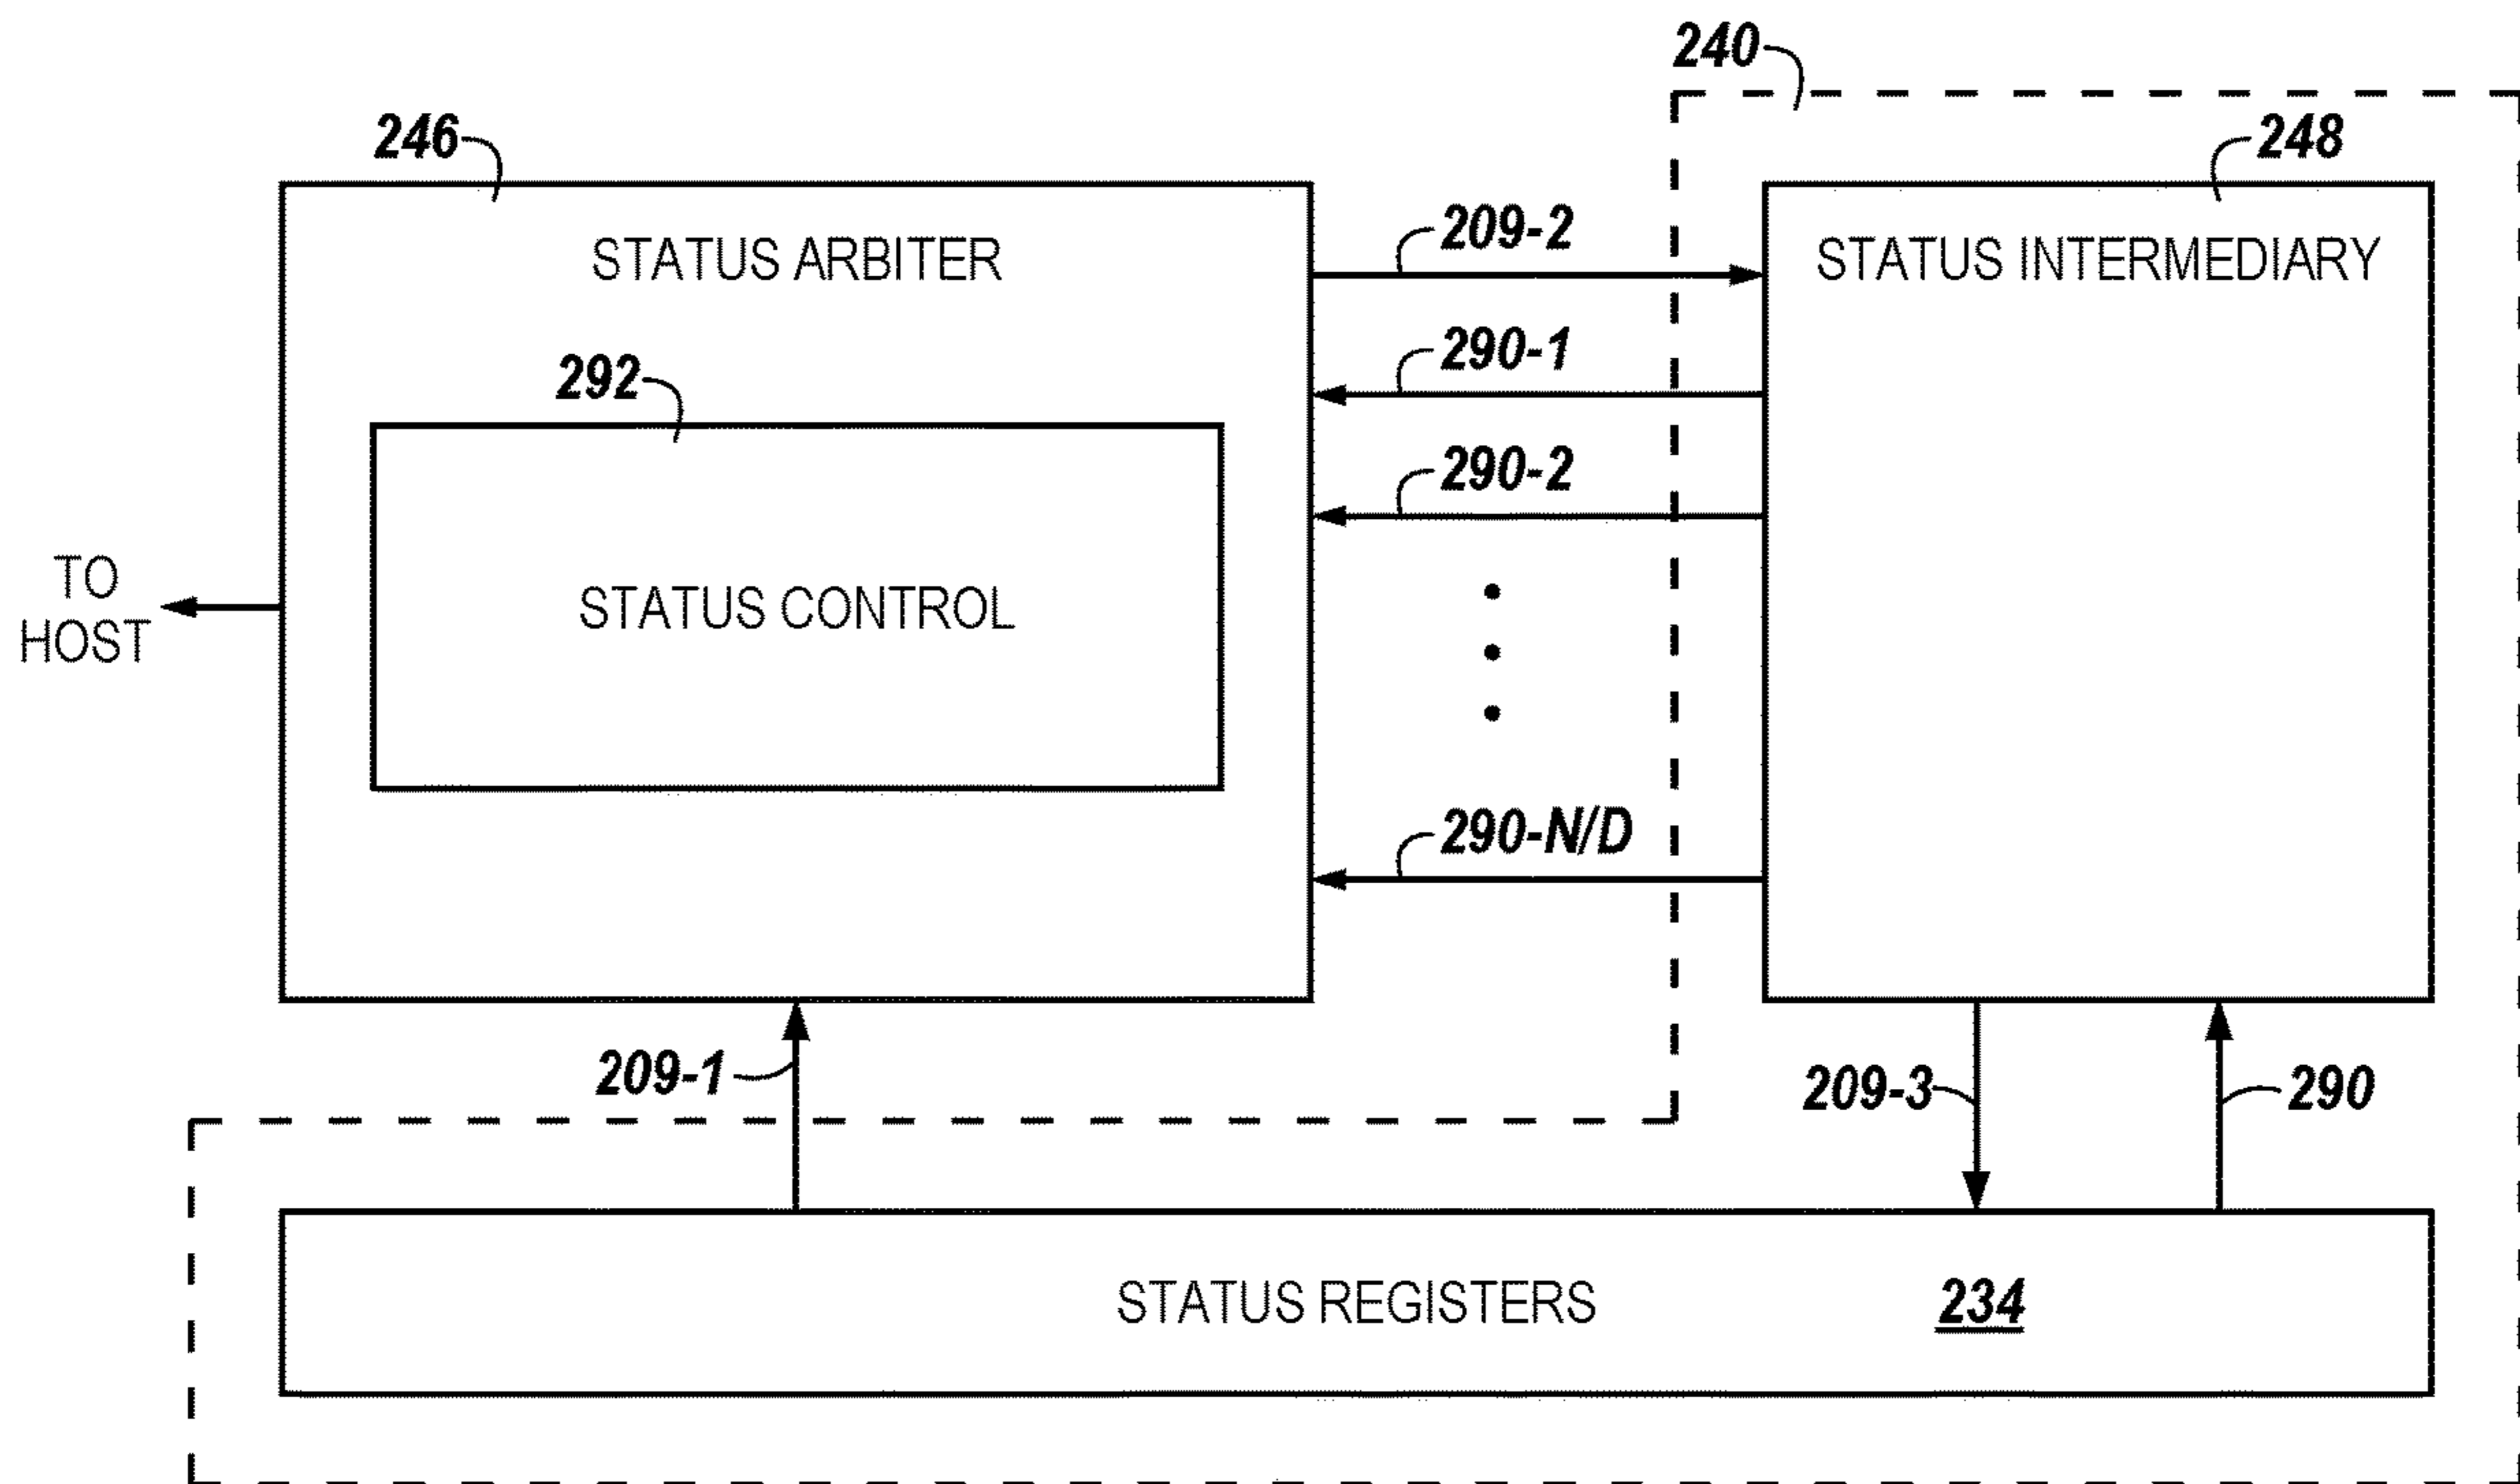 240
246
248
STATUS ARBITER
209-2
STATUS INTERMEDIARY
290-1
292
290-2
STATUS CONTROL
TO
HOST
290-N/D
209-1
209-3
290
STATUS REGISTERS
234